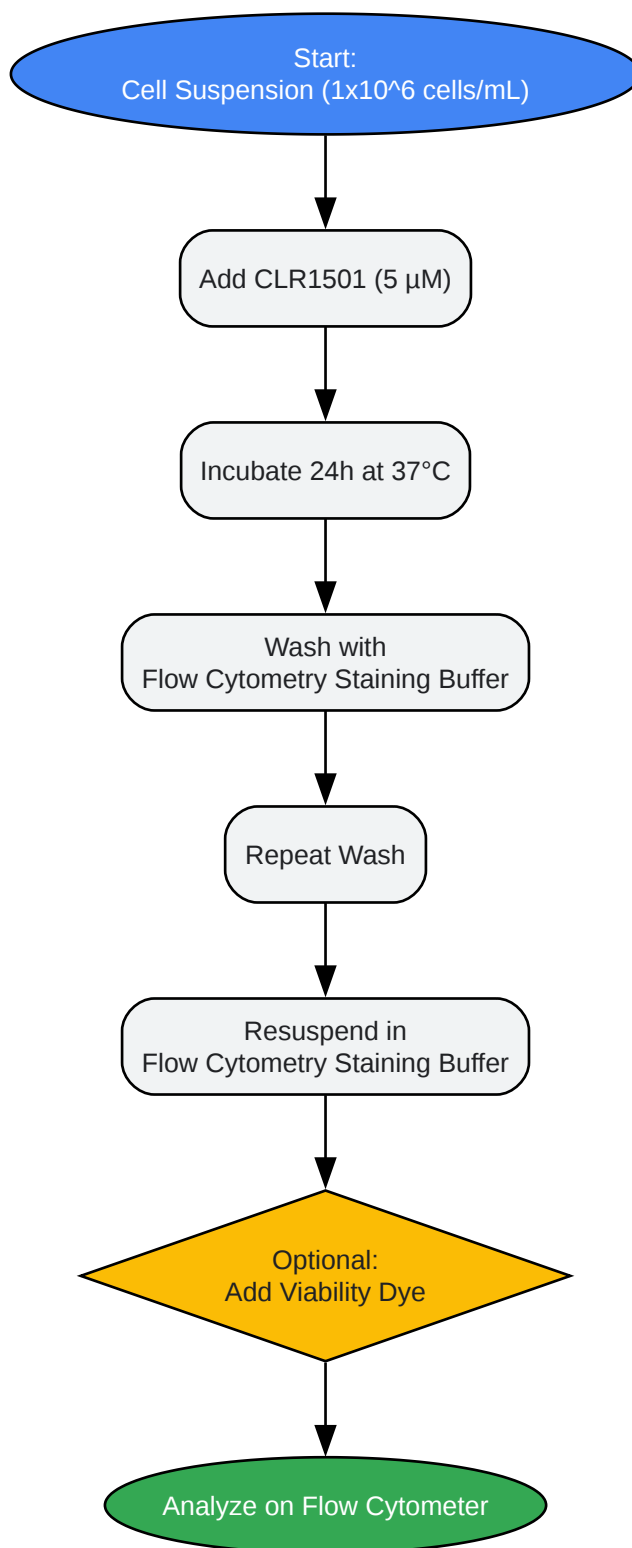 Start:
Cell Suspension (1x10^6 cells/mL)
Add CLR1501 (5 µM)
Incubate 24h at 37°C
Wash with
Flow Cytometry Staining Buffer
Repeat Wash
Resuspend in
Flow Cytometry Staining Buffer
Optional:
Add Viability Dye
Analyze on Flow Cytometer